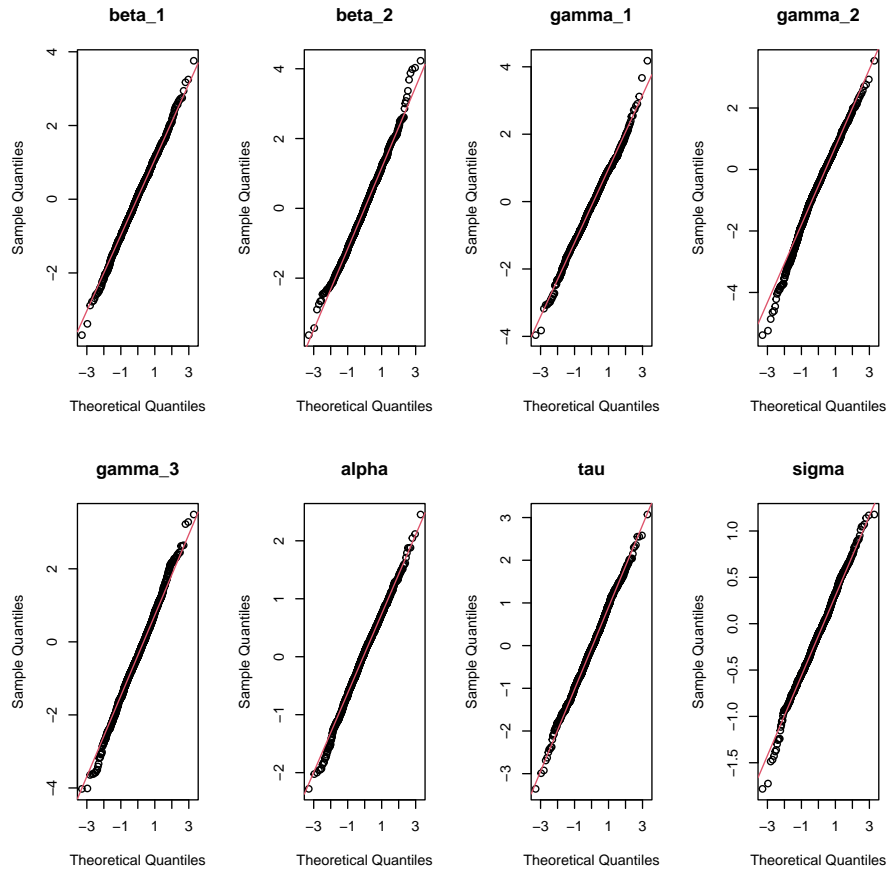 beta_1 beta_2 gamma_1 gamma_2
4
2
0
−2
Sample Quantiles
−3 −1 1 3
Theoretical Quantiles
4
2
0
−2
Sample Quantiles
−3 −1 1 3
Theoretical Quantiles
4
2
0
−2
−4
Sample Quantiles
−3 −1 1 3
Theoretical Quantiles
2
0
−2
−4
Sample Quantiles
−3 −1 1 3
Theoretical Quantiles
gamma_3 alpha tau sigma
2
0
−2
−4
Sample Quantiles
−3 −1 1 3
Theoretical Quantiles
2
1
0
−1
−2
Sample Quantiles
−3 −1 1 3
Theoretical Quantiles
3
2
1
0
−1
−2
−3
Sample Quantiles
−3 −1 1 3
Theoretical Quantiles
1.0
0.5
0.0
−0.5
−1.0
−1.5
Sample Quantiles
−3 −1 1 3
Theoretical Quantiles